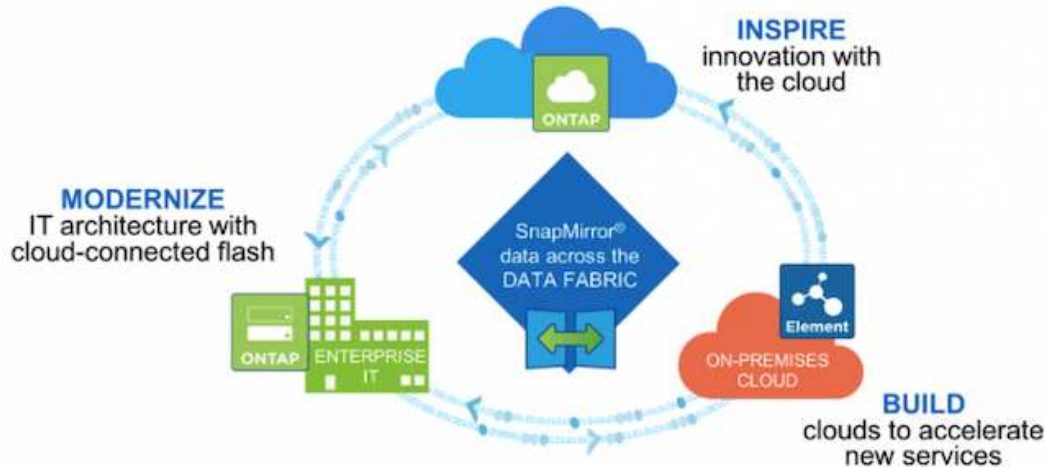 INSPIRE
innovation with
the cloud
ONTAP
MODERNIZE
IT architecture with
cloud-connected flash
SnapMirror®
data across the
DATA FABRIC
ONTAP
ENTERPRISE
IT
Element
ON-PREMISES
CLOUD
BUILD
clouds to accelerate
new services